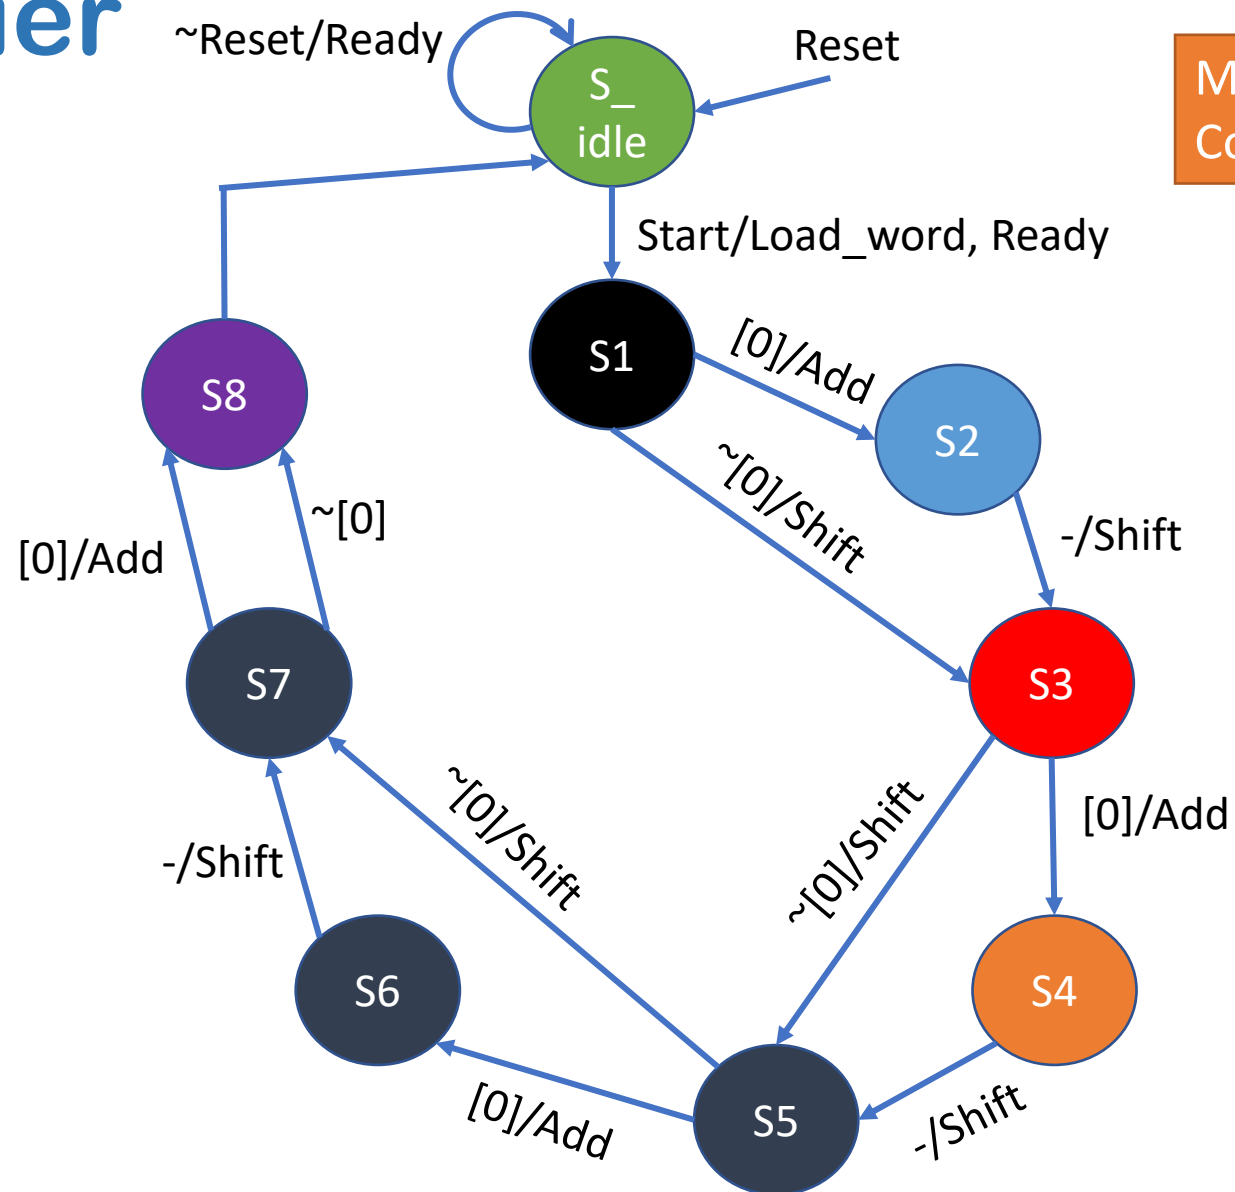 ~Reset/Ready
Reset
S_
idle
Start/Load_word, Ready
S1
[0]/Add
S2
S8
~[0]/Shift
~[0]
-/Shift
[0]/Add
S7
S3
~[0]/Shift
~[0]/Shift
[0]/Add
-/Shift
S6
S4
[0]/Add
S5
-/Shift